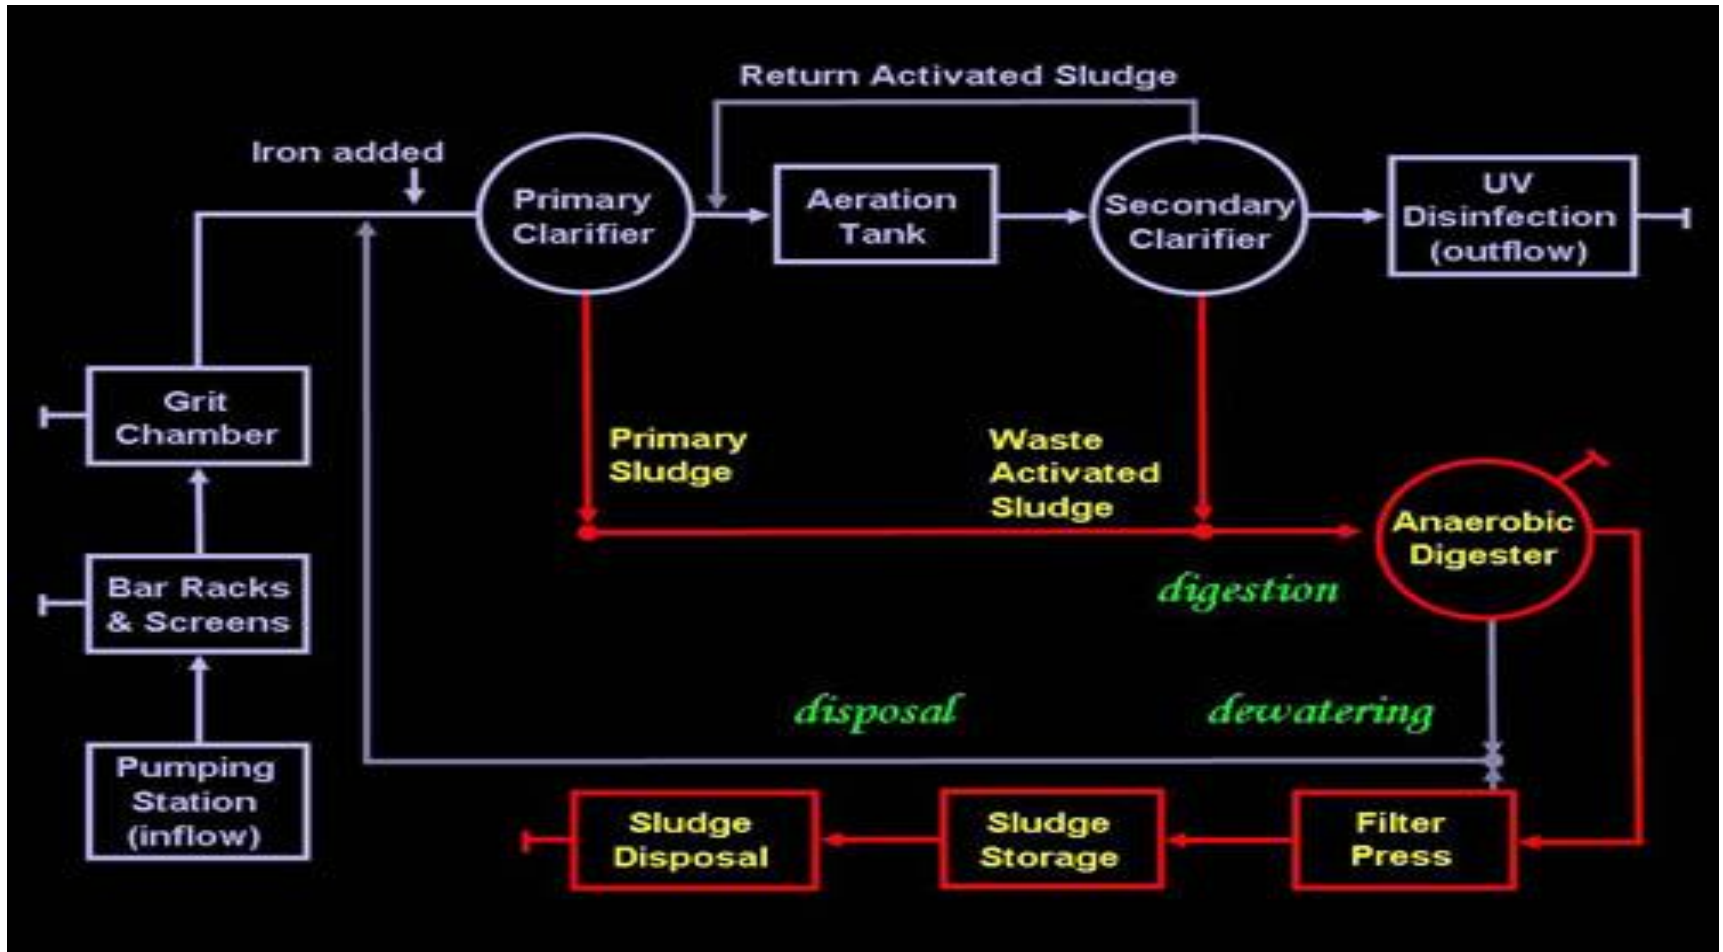 Return Activated Sludge
Iron added
Primary
Clarifier
Aeration
Tank
Secondary
Clarifier
UV
Disinfection
(outflow)
Grit
Chamber
Primary
Sludge
Waste
Activated
Sludge
Anaerobic
Digester
Bar Racks
& Screens
digestion
disposal
dewatering
Pumping
Station
(inflow)
Sludge
Disposal
Sludge
Storage
Filter
Press